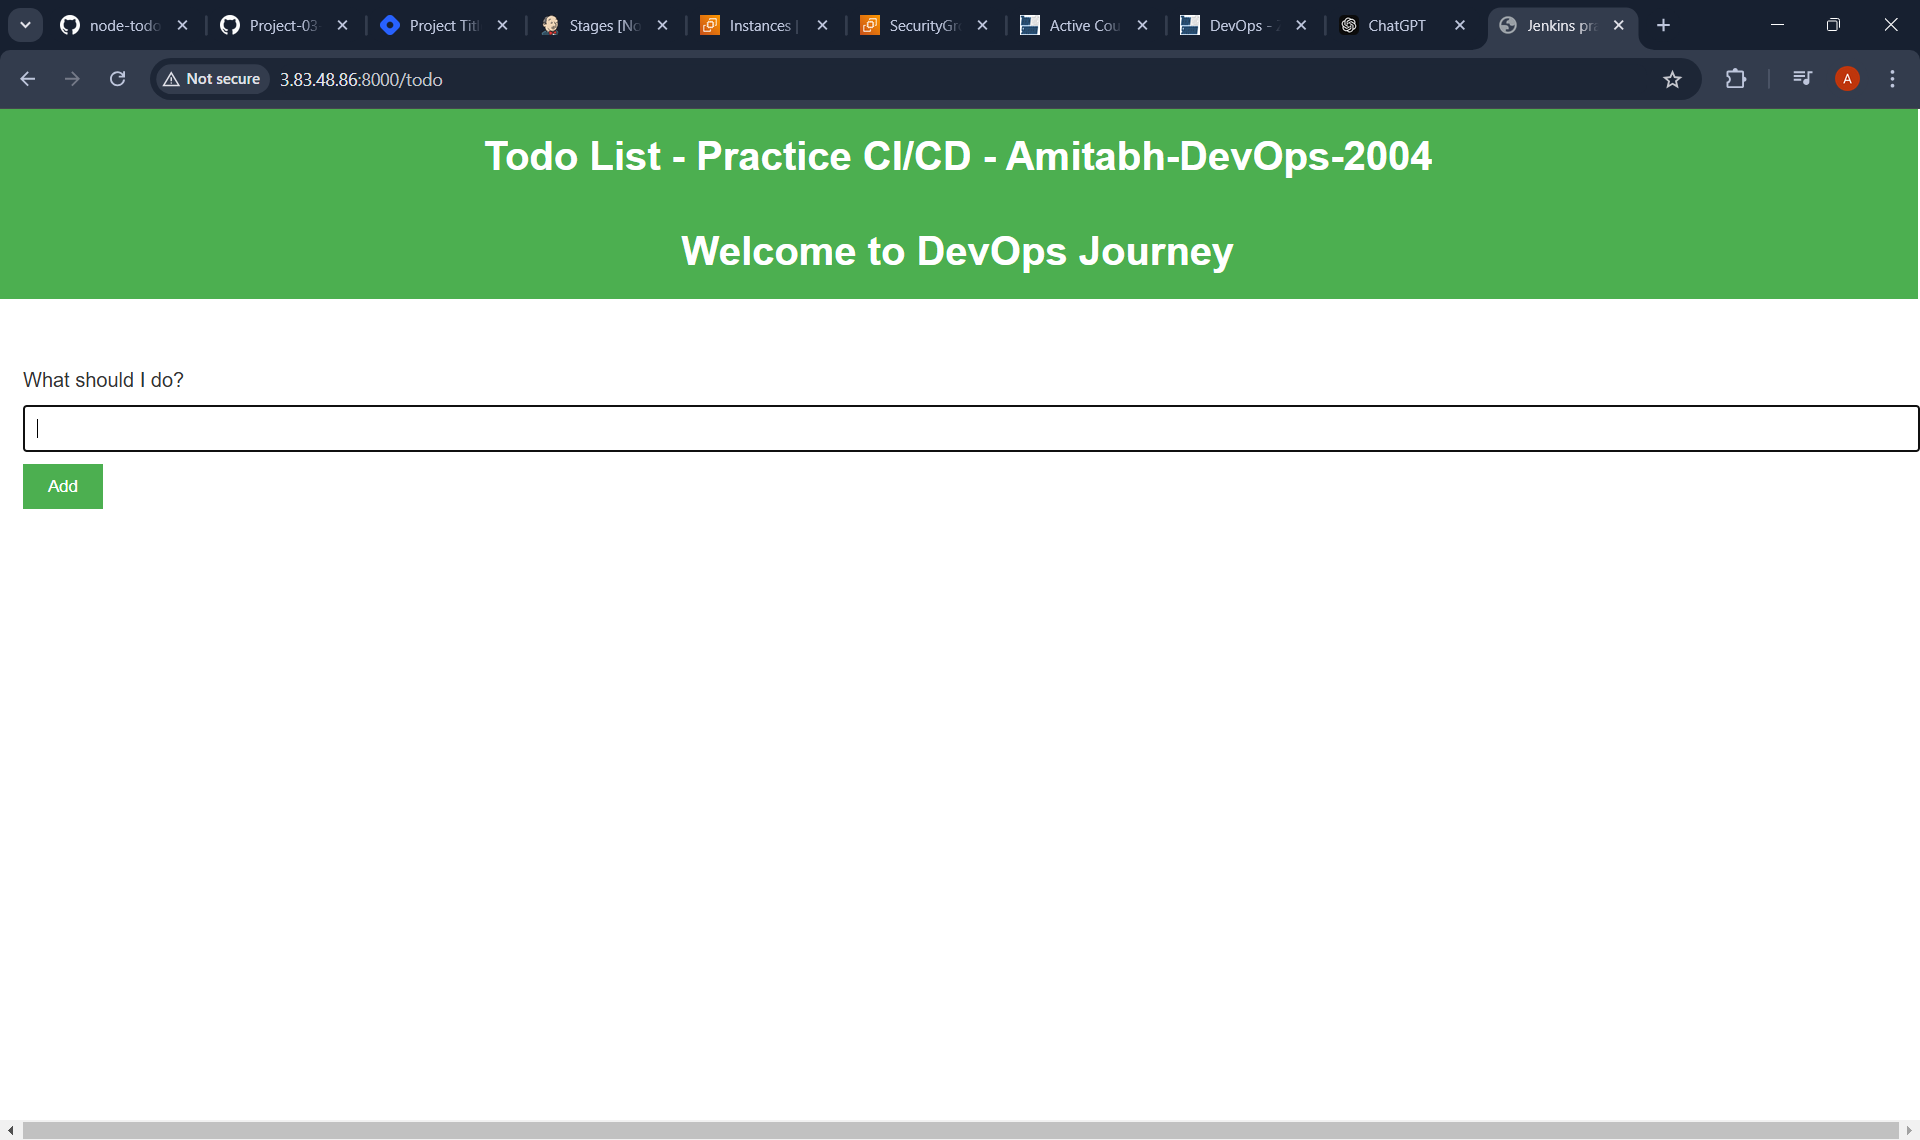 node-todo
Project-03
Project Titl
Stages [No
Instances |
SecurityGr
Active Cou
DevOps -
ChatGPT
Jenkins pra
Not secure
3.83.48.86:8000/todo
A
Todo List - Practice CI/CD - Amitabh-DevOps-2004
Welcome to DevOps Journey
What should I do?
Add